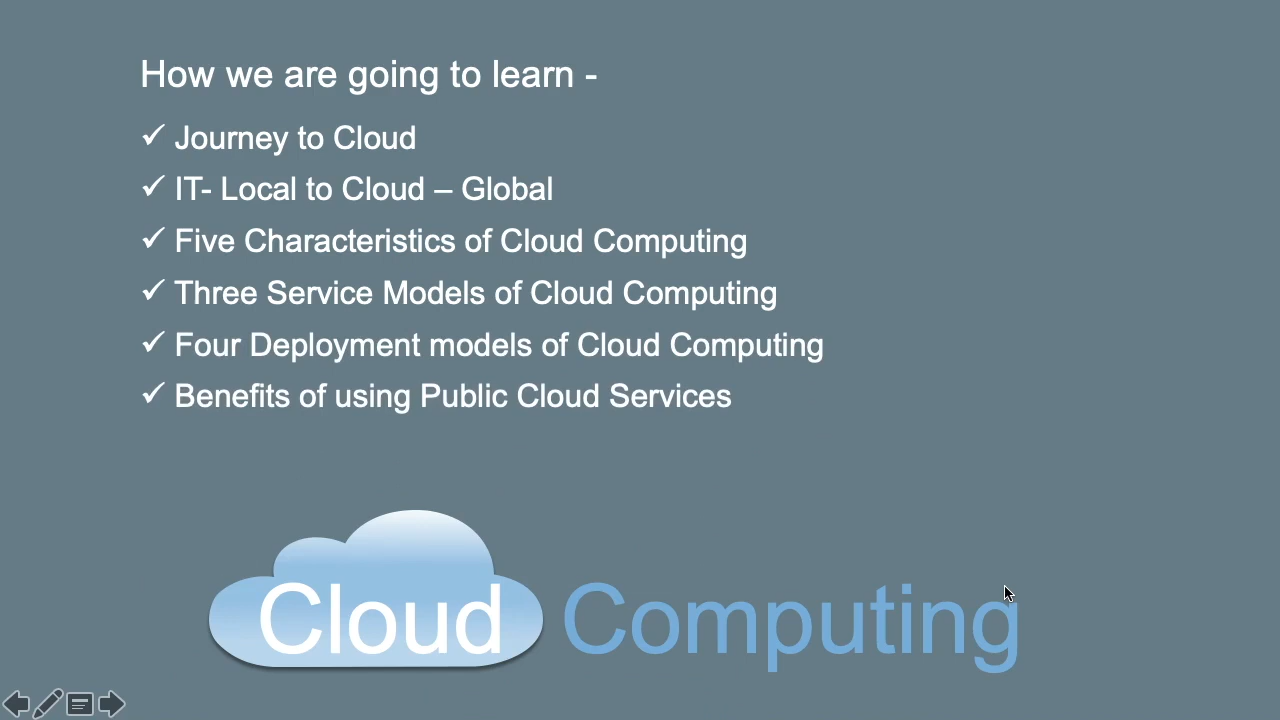 How we are going to learn -
✓ Journey to Cloud
✓ IT- Local to Cloud – Global
✓ Five Characteristics of Cloud Computing
✓ Three Service Models of Cloud Computing
✓ Four Deployment models of Cloud Computing
✓ Benefits of using Public Cloud Services
Cloud Computing